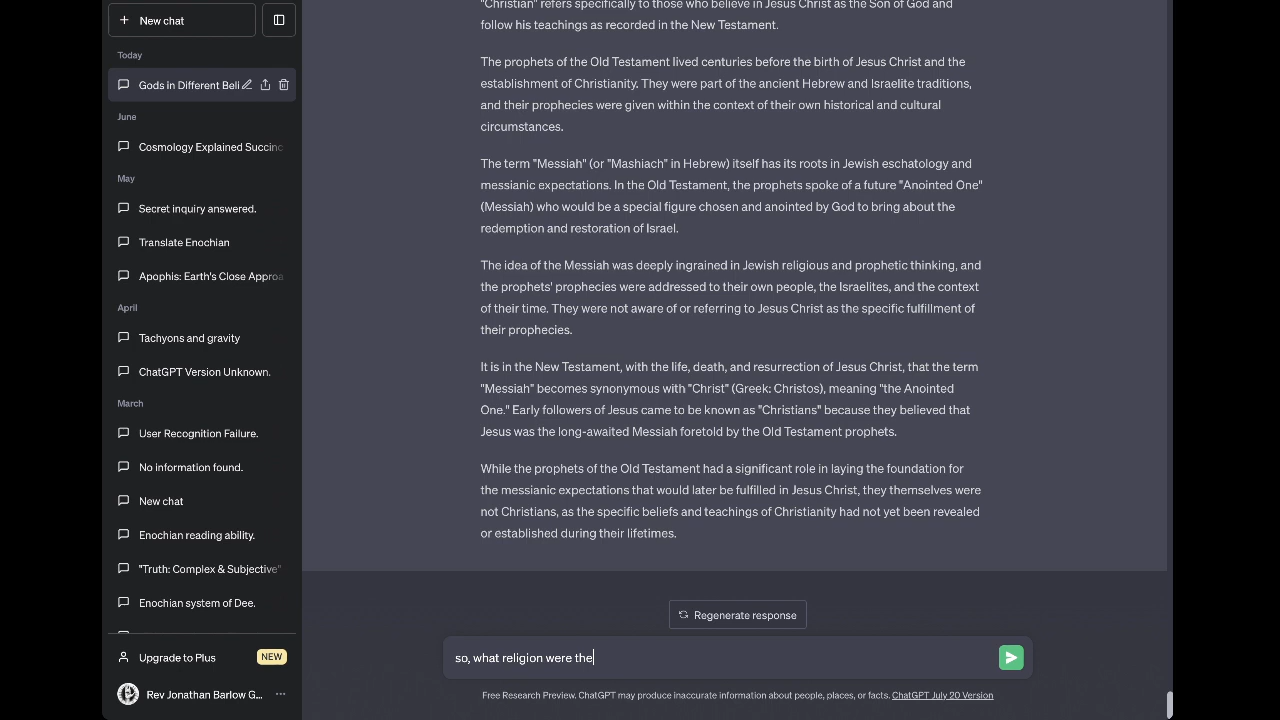 New chat
Today
Gods in Different Beli
June
Cosmology Explained Succinc
May
Secret inquiry answered.
Translate Enochian
Apophis: Earth's Close Approa
April
Tachyons and gravity
ChatGPT Version Unknown.
March
User Recognition Failure.
No information found.
New chat
Enochian reading ability.
"Truth: Complex & Subjective"
Enochian system of Dee.
Upgrade to Plus
NEW
Rev Jonathan Barlow G...
"Christian" refers specifically to those who believe in Jesus Christ as the Son of God and
follow his teachings as recorded in the New Testament.
The prophets of the Old Testament lived centuries before the birth of Jesus Christ and the
establishment of Christianity. They were part of the ancient Hebrew and Israelite traditions,
and their prophecies were given within the context of their own historical and cultural
circumstances.
The term "Messiah" (or "Mashiach" in Hebrew) itself has its roots in Jewish eschatology and
messianic expectations. In the Old Testament, the prophets spoke of a future "Anointed One"
(Messiah) who would be a special figure chosen and anointed by God to bring about the
redemption and restoration of Israel.
The idea of the Messiah was deeply ingrained in Jewish religious and prophetic thinking, and
the prophets' prophecies were addressed to their own people, the Israelites, and the context
of their time. They were not aware of or referring to Jesus Christ as the specific fulfillment of
their prophecies.
It is in the New Testament, with the life, death, and resurrection of Jesus Christ, that the term
"Messiah" becomes synonymous with "Christ" (Greek: Christos), meaning "the Anointed
One." Early followers of Jesus came to be known as "Christians" because they believed that
Jesus was the long-awaited Messiah foretold by the Old Testament prophets.
While the prophets of the Old Testament had a significant role in laying the foundation for
the messianic expectations that would later be fulfilled in Jesus Christ, they themselves were
not Christians, as the specific beliefs and teachings of Christianity had not yet been revealed
or established during their lifetimes.
Regenerate response
so, what religion were the
Free Research Preview. ChatGPT may produce inaccurate information about people, places, or facts. ChatGPT July 20 Version